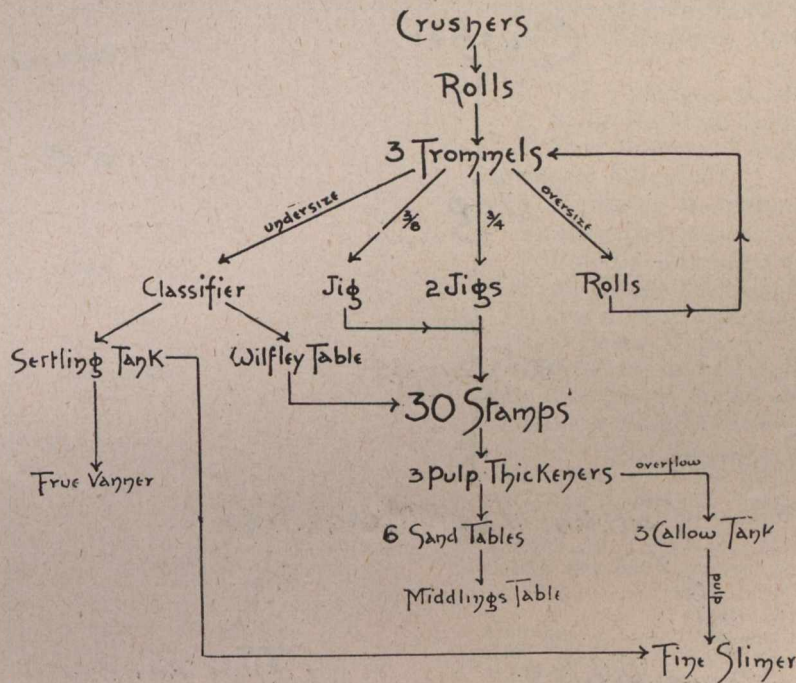 Crushers
Rolls
3 Trommels
undersize
3/8
3/4
oversize
Classifier
Jig
2 Jigs
Rolls
Sertling Tank
Wilfley Table
30 Stamps
3 Pulp Thickeners
overflow
Frue Vanner
6 Sand Tables
3 Callow Tank
Middlings Table
pulp
Fine Slimer